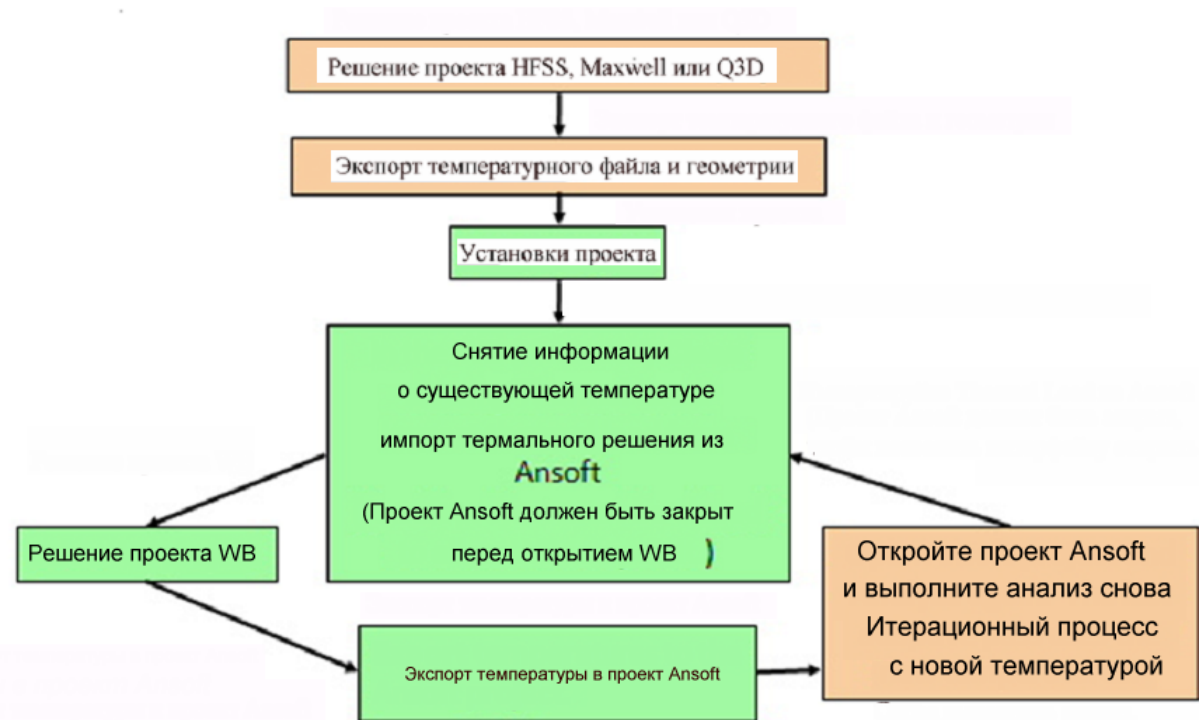 Решение проекта HFSS, Maxwell или Q3D
Экспорт температурного файла и геометрии
Установки проекта
Снятие информации
о существующей температуре
импорт термального решения из
Ansoft
(Проект Ansoft должен быть закрыт
перед открытием WB )
Решение проекта WB
Экспорт температуры в проект Ansoft
Откройте проект Ansoft
и выполните анализ снова
Итерационный процесс
с новой температурой